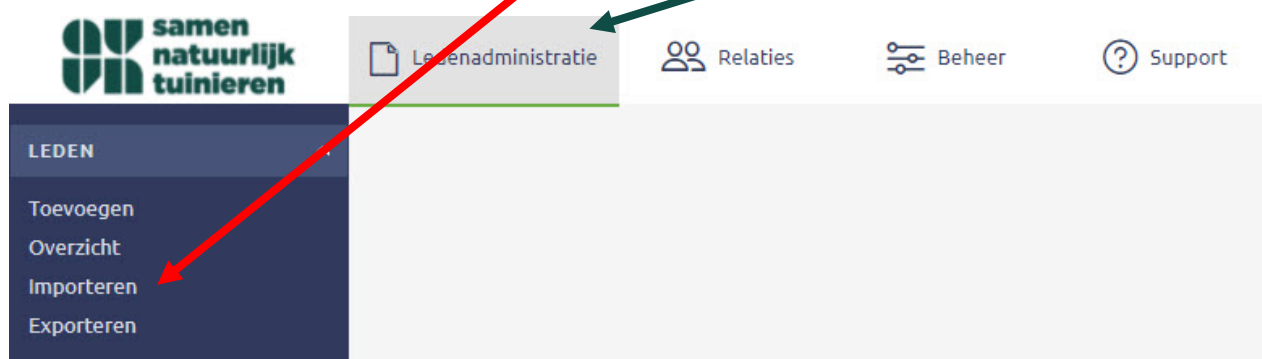 samen
natuurlijk
tuinieren
Ledenadministratie
Relaties
Beheer
Support
LEDEN
Toevoegen
Overzicht
Importeren
Exporteren